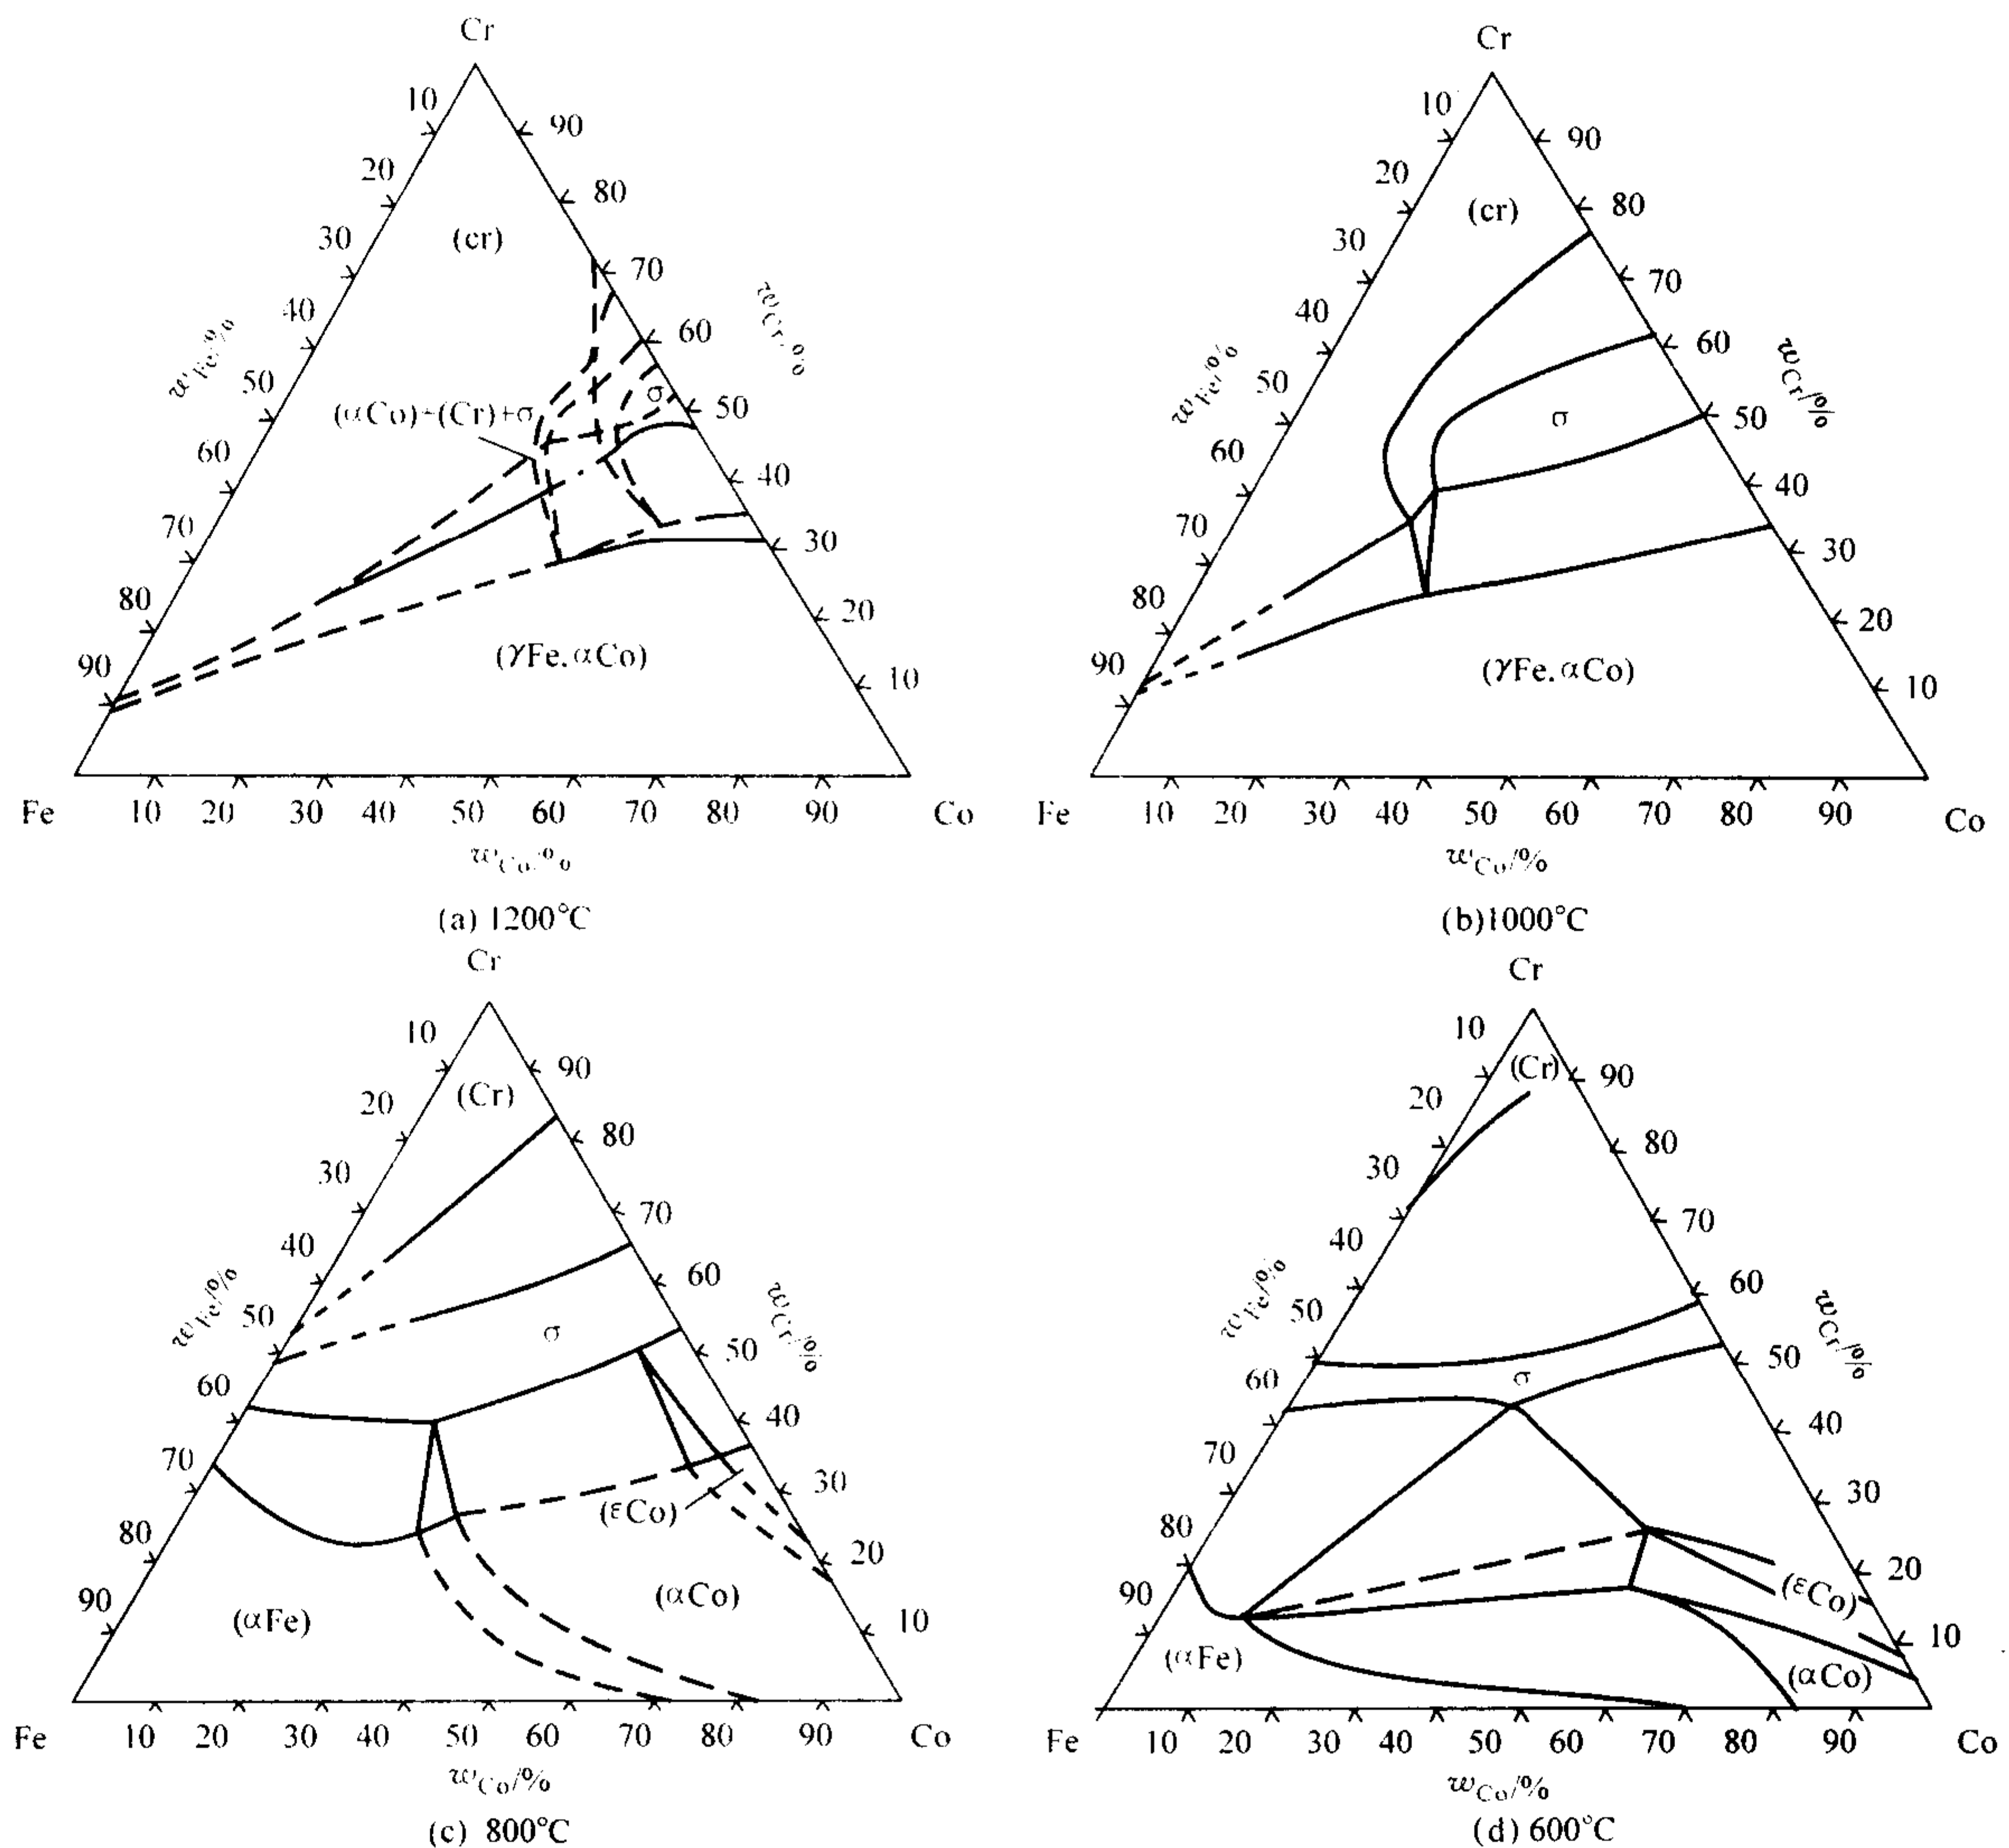 Cr
10
20
30
40
50
60
70
80
90
90
80
70
60
50
40
30
20
10
w_Fe/%
w_Cr/%
(cr)
σ
(αCo)+(Cr)+σ
(γFe.αCo)
Fe
10 20 30 40 50 60 70 80 90
Co
w_Co/%
(a) 1200°C
Cr
10
20
30
40
50
60
70
80
90
90
80
70
60
50
40
30
20
10
w_Fe/%
w_Cr/%
(cr)
σ
(γFe.αCo)
Fe
10 20 30 40 50 60 70 80 90
Co
w_Co/%
(b)1000°C
Cr
10
20
30
40
50
60
70
80
90
90
80
70
60
50
40
30
20
10
w_Fe/%
w_Cr/%
(Cr)
σ
(εCo)
(αCo)
(αFe)
Fe
10 20 30 40 50 60 70 80 90
Co
w_Co/%
(c) 800°C
Cr
10
20
30
40
50
60
70
80
90
90
80
70
60
50
40
30
20
10
w_Fe/%
w_Cr/%
(Cr)
σ
(εCo)
(αFe)
(αCo)
Fe
10 20 30 40 50 60 70 80 90
Co
w_Co/%
(d) 600°C